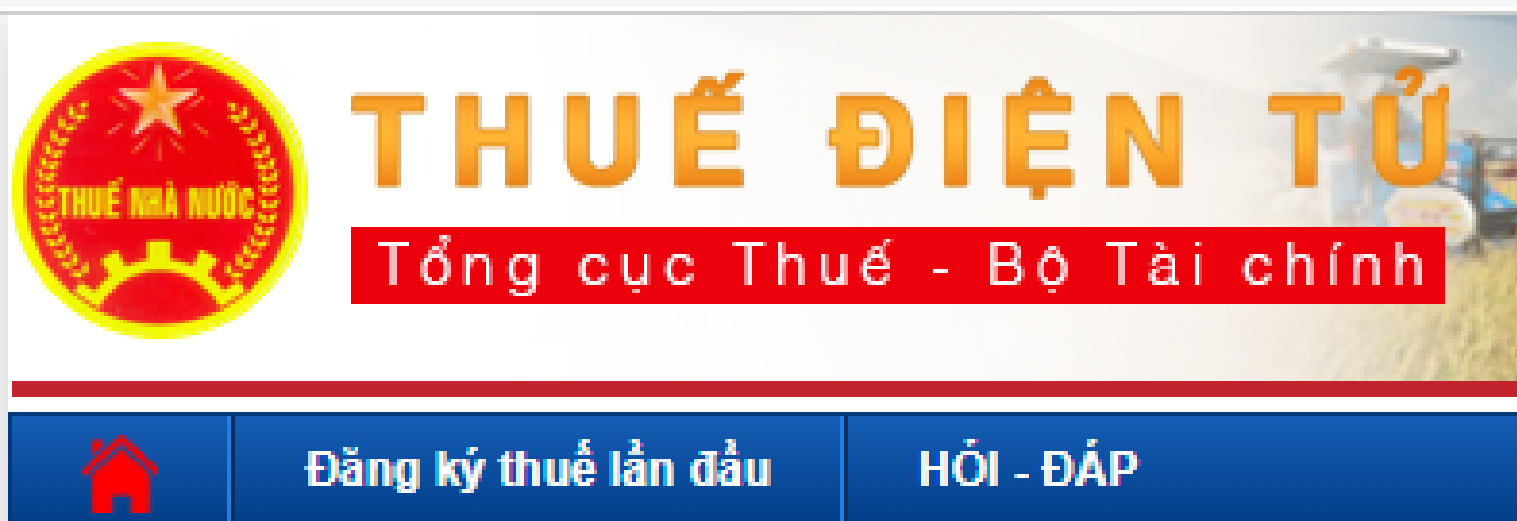 THUẾ NHÀ NƯỚC
THUẾ ĐIỆN TỬ
Tổng cục Thuế - Bộ Tài chính
Đăng ký thuế lần đầu
HỎI - ĐÁP